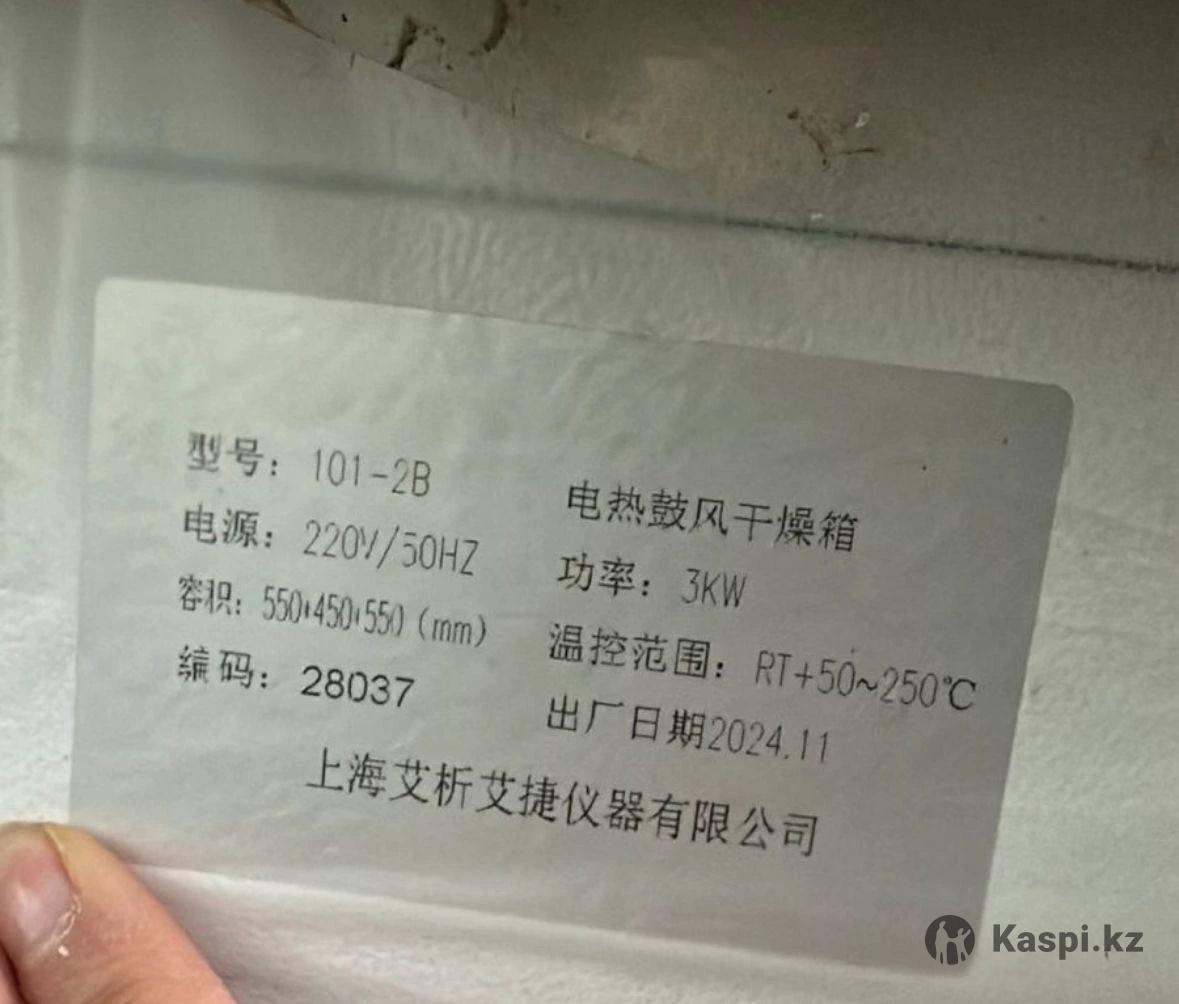 型号：101-2B
电热鼓风干燥箱
电源：220V/50HZ
功率：3KW
容积：550*450*550（mm）
温控范围：RT+50~250℃
编码：28037
出厂日期2024.11
上海艾析艾捷仪器有限公司
Kaspi.kz